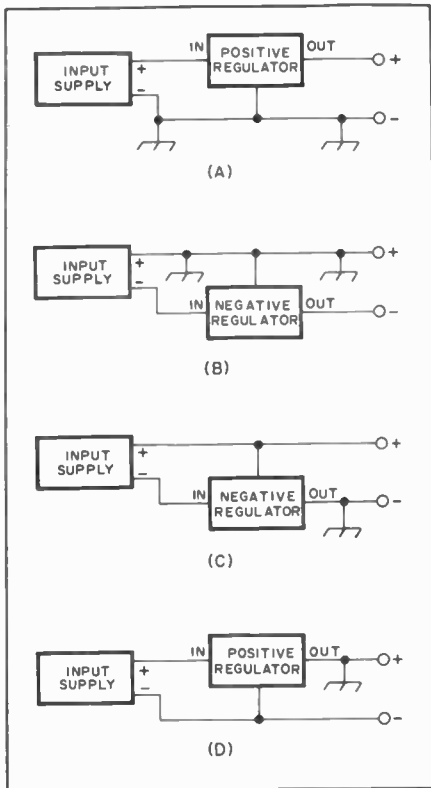 IN POSITIVE REGULATOR OUT +
INPUT SUPPLY + -
-
(A)
INPUT SUPPLY + - +
IN NEGATIVE REGULATOR OUT -
(B)
INPUT SUPPLY + - +
IN NEGATIVE REGULATOR OUT -
(C)
IN POSITIVE REGULATOR OUT +
INPUT SUPPLY + -
-
(D)